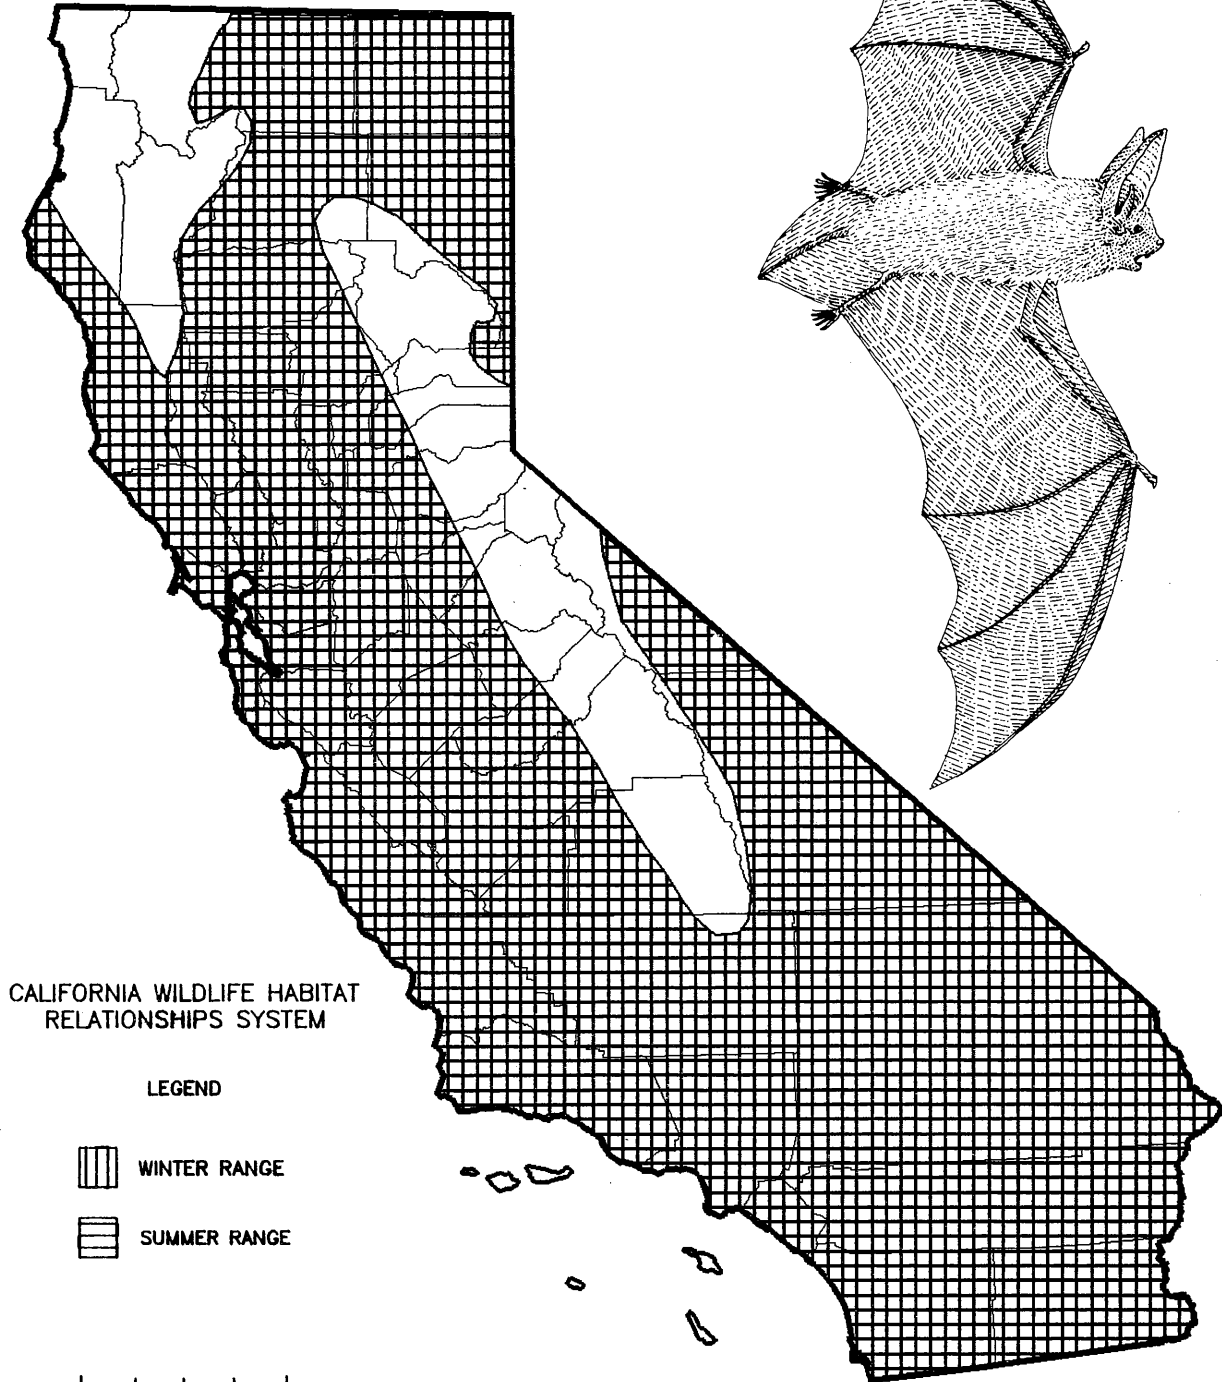 CALIFORNIA WILDLIFE HABITAT
RELATIONSHIPS SYSTEM
LEGEND
WINTER RANGE
SUMMER RANGE